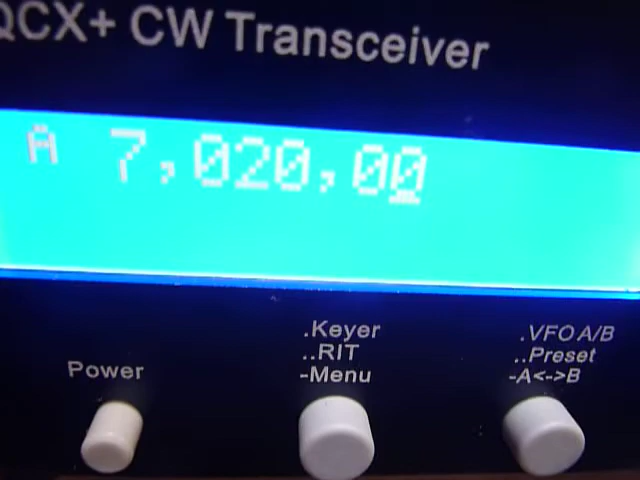 QCX+ CW Transceiver
A 7,020,00
.Keyer
..RIT
-Menu
.VFO A/B
..Preset
-A<->B
Power